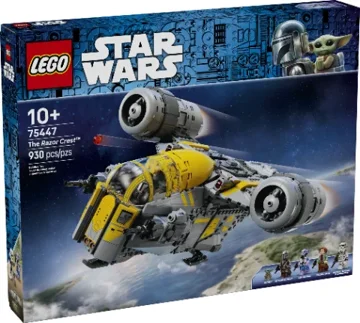 LEGO
STAR
WARS
10+
75447
The Razor Crest™
930 pcs/pzs